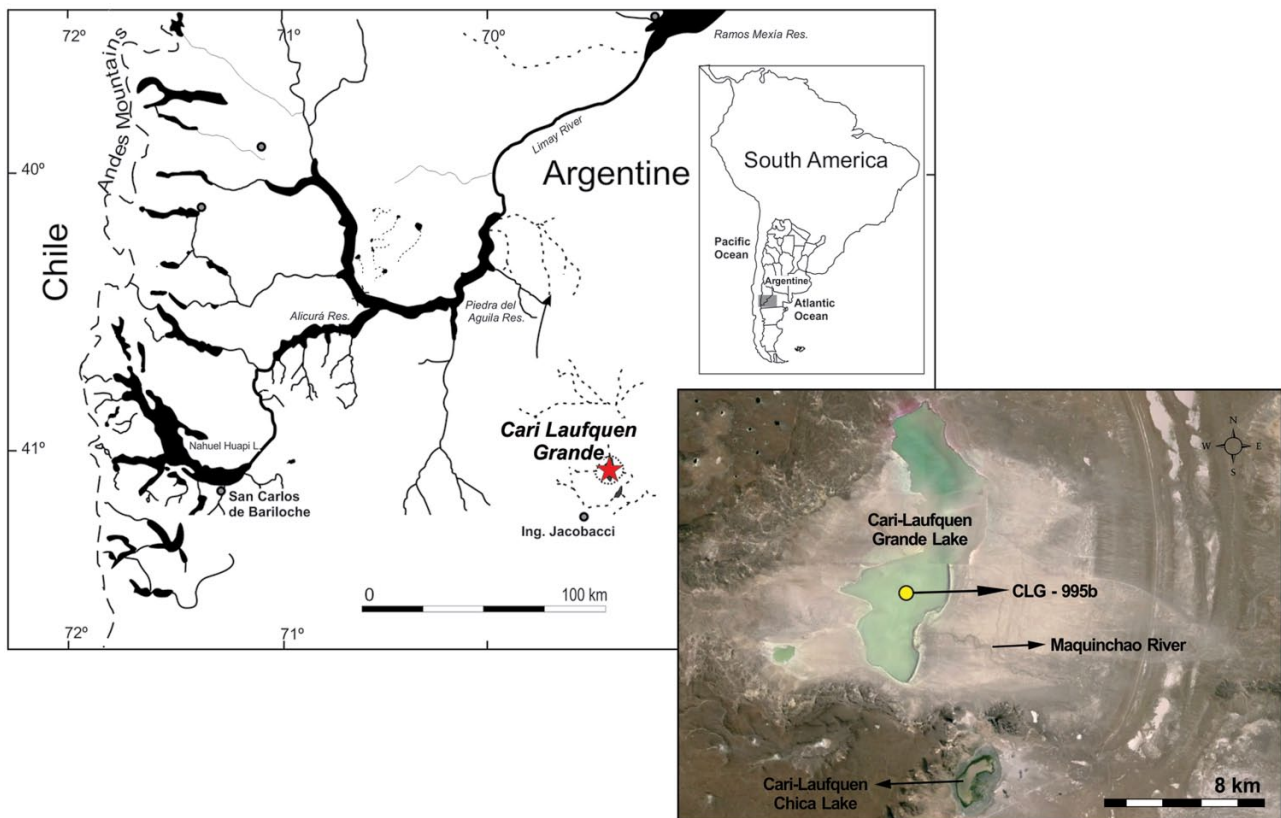 72º
71º
70º
Ramos Mexia Res.
Andes Mountains
Limay River
40º
Argentine
Chile
Alicurá Res.
Piedra del
Aguila Res.
Cari Laufquen
Grande
41º
Nahuel Huapi L.
San Carlos
de Bariloche
Ing. Jacobacci
0
100 km
72º
71º
70º
South America
Pacific
Ocean
Argentine
Atlantic
Ocean
N
W
E
S
Cari-Laufquen
Grande Lake
CLG - 995b
Maquinchao River
Cari-Laufquen
Chica Lake
8 km